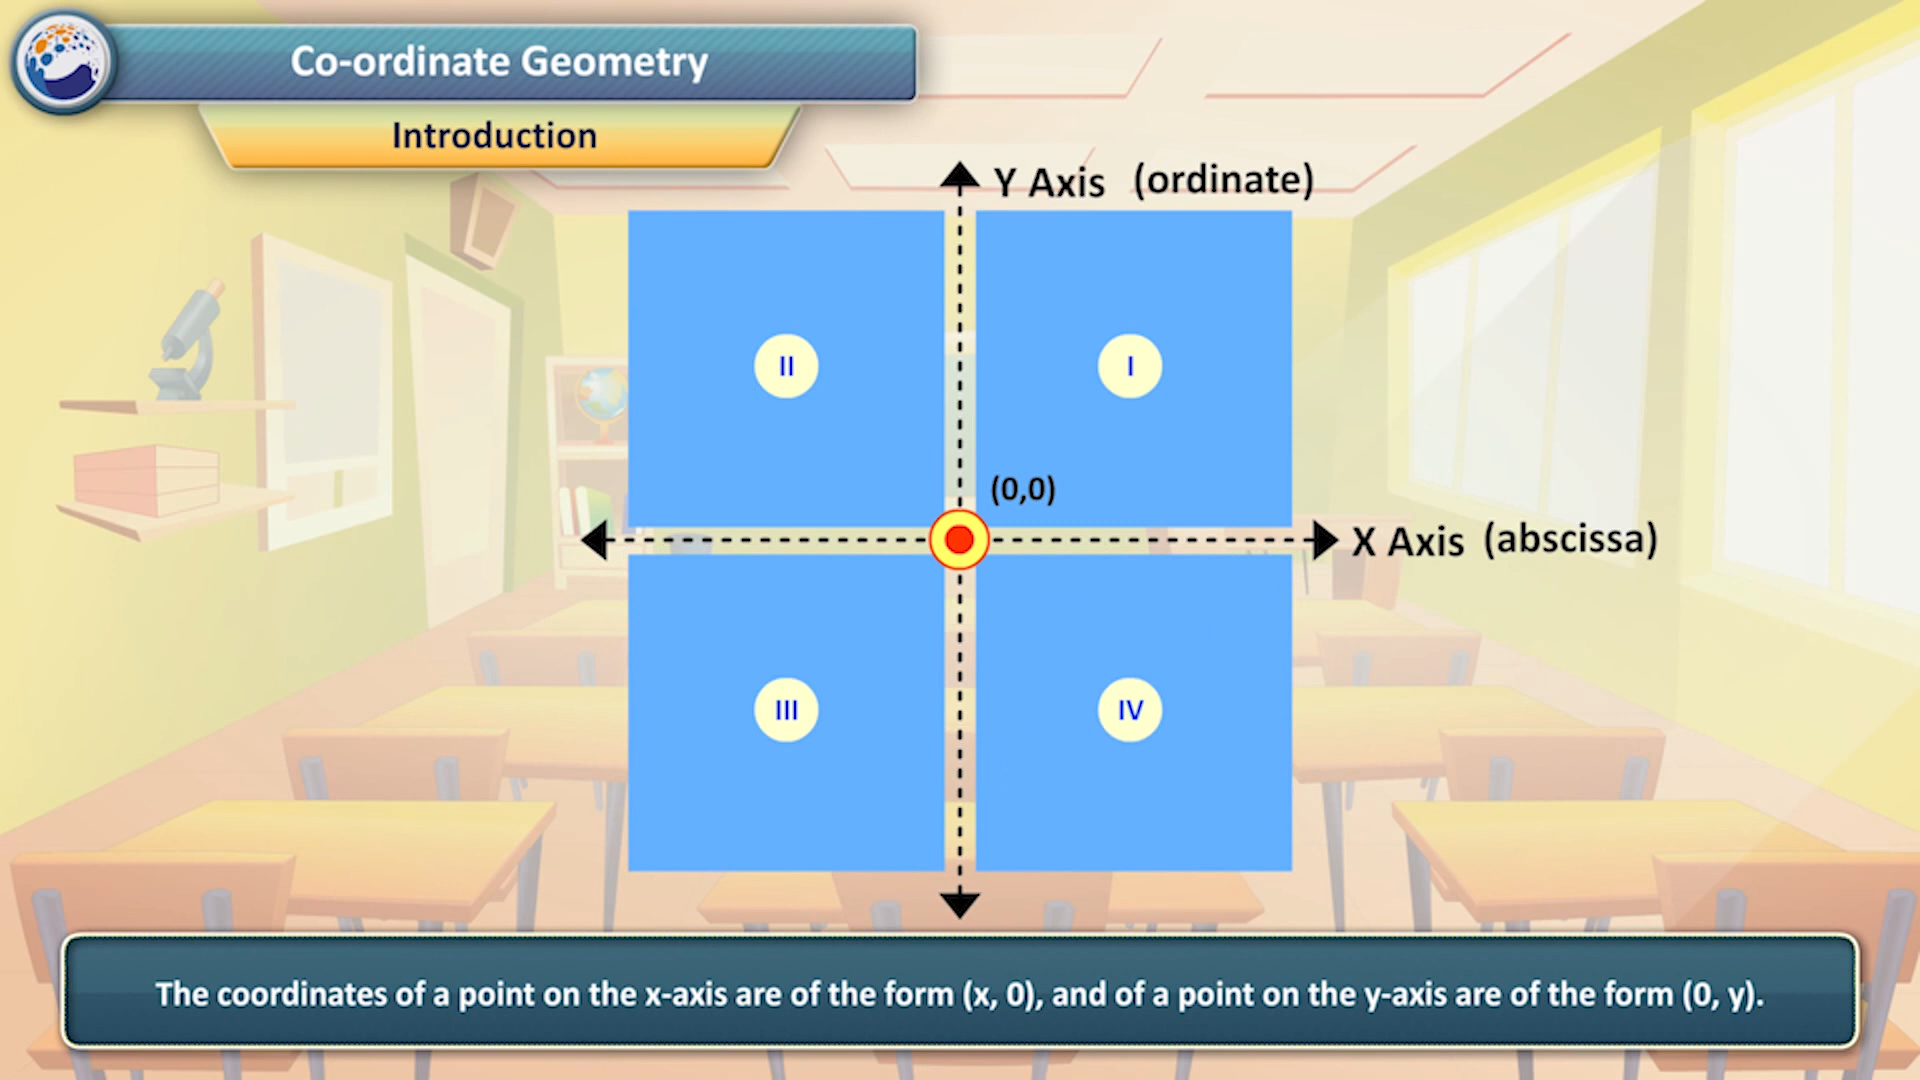 Co-ordinate Geometry
Introduction
Y Axis (ordinate)
II
I
(0,0)
X Axis (abscissa)
III
IV
The coordinates of a point on the x-axis are of the form (x, 0), and of a point on the y-axis are of the form (0, y).